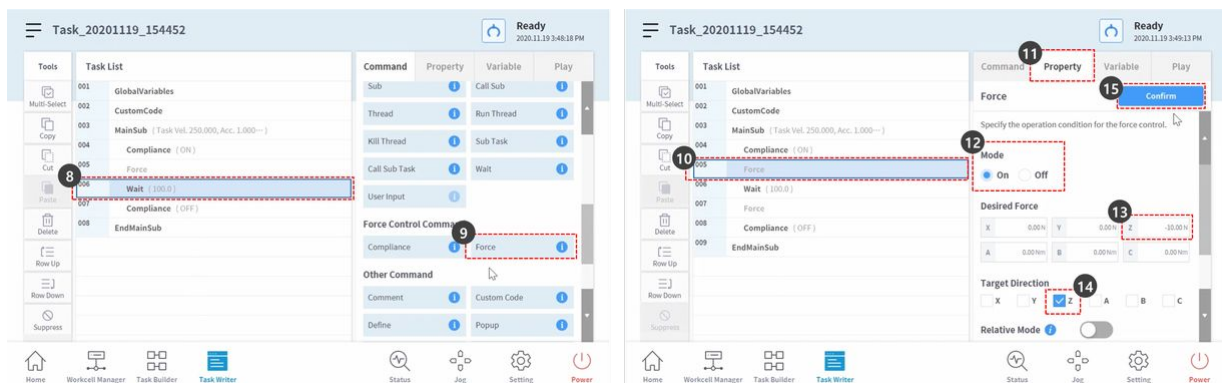 Task_20201119_154452
Ready
2020.11.19 3:48:18 PM
Tools
Task List
Command Property Variable Play
Multi-Select
Copy
Cut
Paste
Delete
Row Up
Row Down
Suppress
001 GlobalVariables
002 CustomCode
003 MainSub (Task Vel. 250.000, Acc. 1.000---)
004 Compliance (ON)
005 Force
006 Wait (100.0)
007 Compliance (OFF)
008 EndMainSub
8
Sub Call Sub
Thread Run Thread
Kill Thread Sub Task
Call Sub Task Wait
User Input
Force Control Comma
9
Compliance Force
Other Command
Comment Custom Code
Define Popup
Home Workcell Manager Task Builder Task Writer Status Jog Setting Power
Task_20201119_154452
Ready
2020.11.19 3:49:13 PM
Tools
Task List
11
Command Property Variable Play
Multi-Select
Copy
Cut
Paste
Delete
Row Up
Row Down
Suppress
001 GlobalVariables
002 CustomCode
003 MainSub (Task Vel. 250.000, Acc. 1.000---)
004 Compliance (ON)
005 Force
006 Wait (100.0)
007 Force
008 Compliance (OFF)
009 EndMainSub
10
Force
15
Confirm
Specify the operation condition for the force control.
12
Mode
On Off
Desired Force
13
X 0.00 N Y 0.00 N Z -10.00 N
A 0.00 Nm B 0.00 Nm C 0.00 Nm
Target Direction
14
X Y Z A B C
Relative Mode
Home Workcell Manager Task Builder Task Writer Status Jog Setting Power